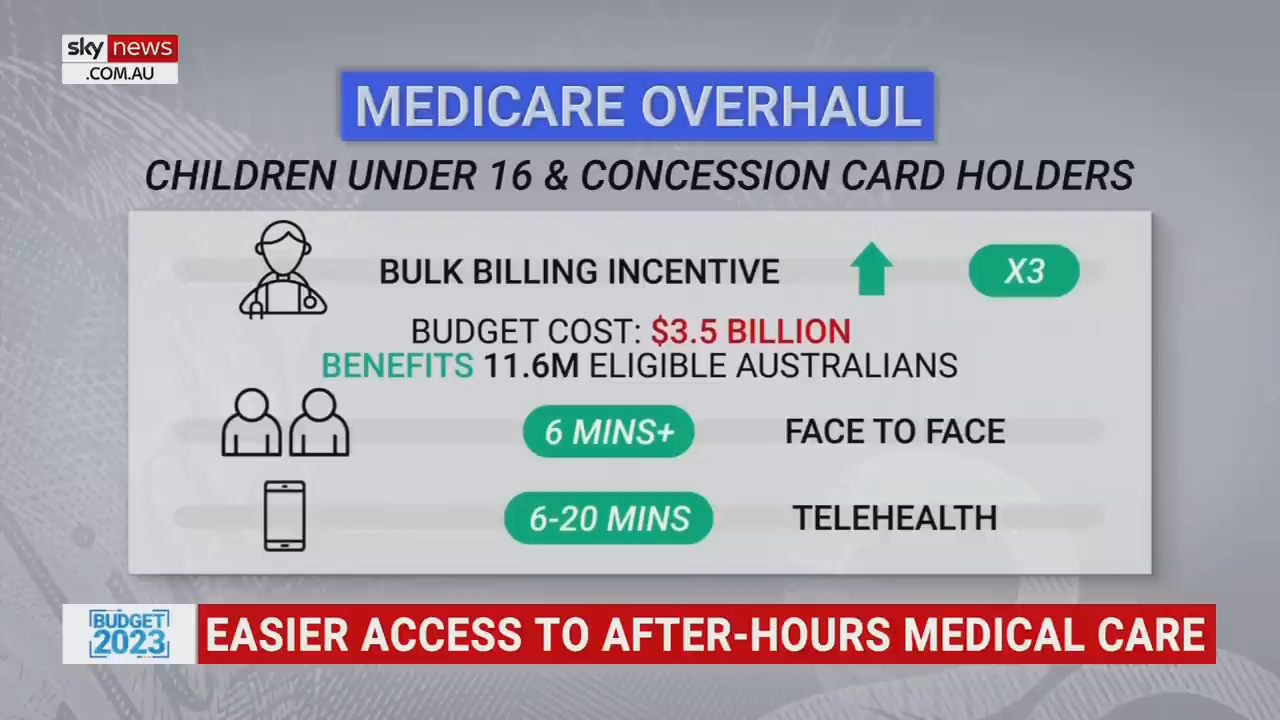 sky news
.COM.AU
MEDICARE OVERHAUL
CHILDREN UNDER 16 & CONCESSION CARD HOLDERS
BULK BILLING INCENTIVE X3
BUDGET COST: $3.5 BILLION
BENEFITS 11.6M ELIGIBLE AUSTRALIANS
6 MINS+ FACE TO FACE
6-20 MINS TELEHEALTH
BUDGET
2023
EASIER ACCESS TO AFTER-HOURS MEDICAL CARE